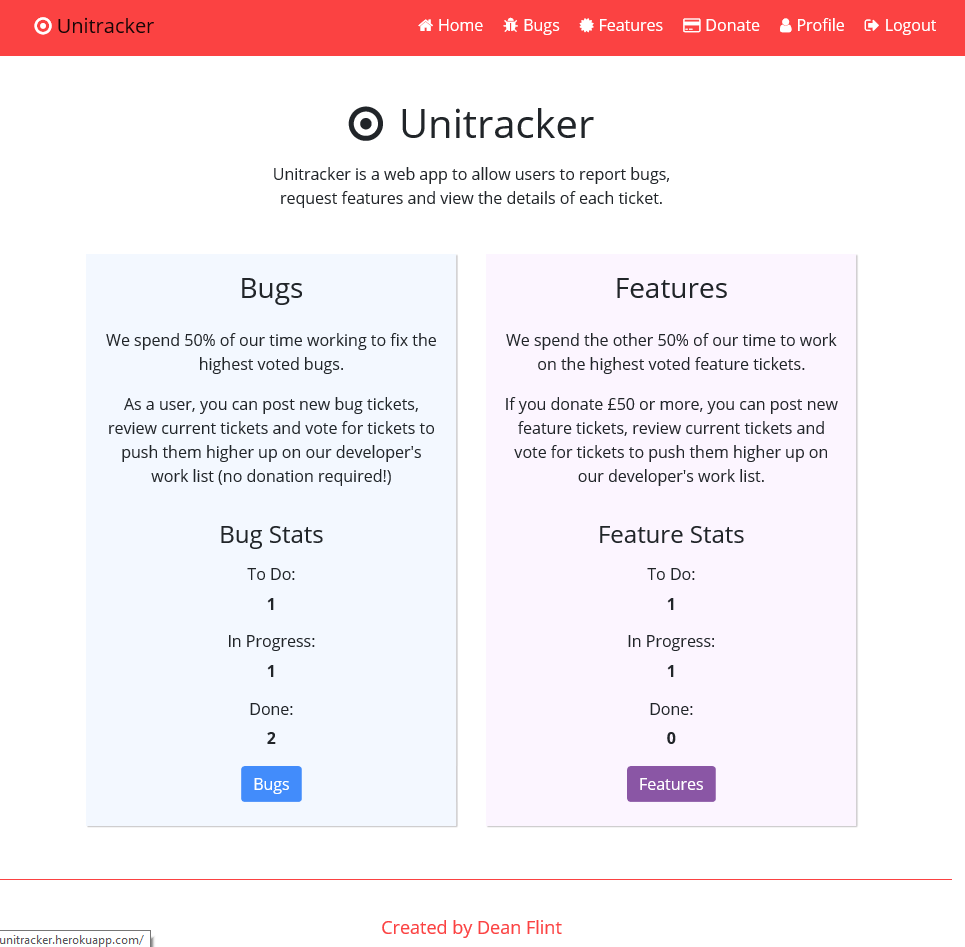 Unitracker
Home Bugs Features Donate Profile Logout
Unitracker
Unitracker is a web app to allow users to report bugs,
request features and view the details of each ticket.
Bugs
We spend 50% of our time working to fix the
highest voted bugs.
As a user, you can post new bug tickets,
review current tickets and vote for tickets to
push them higher up on our developer's
work list (no donation required!)
Bug Stats
To Do:
1
In Progress:
1
Done:
2
Bugs
Features
We spend the other 50% of our time to work
on the highest voted feature tickets.
If you donate £50 or more, you can post new
feature tickets, review current tickets and
vote for tickets to push them higher up on
our developer's work list.
Feature Stats
To Do:
1
In Progress:
1
Done:
0
Features
Created by Dean Flint
unitracker.herokuapp.com/